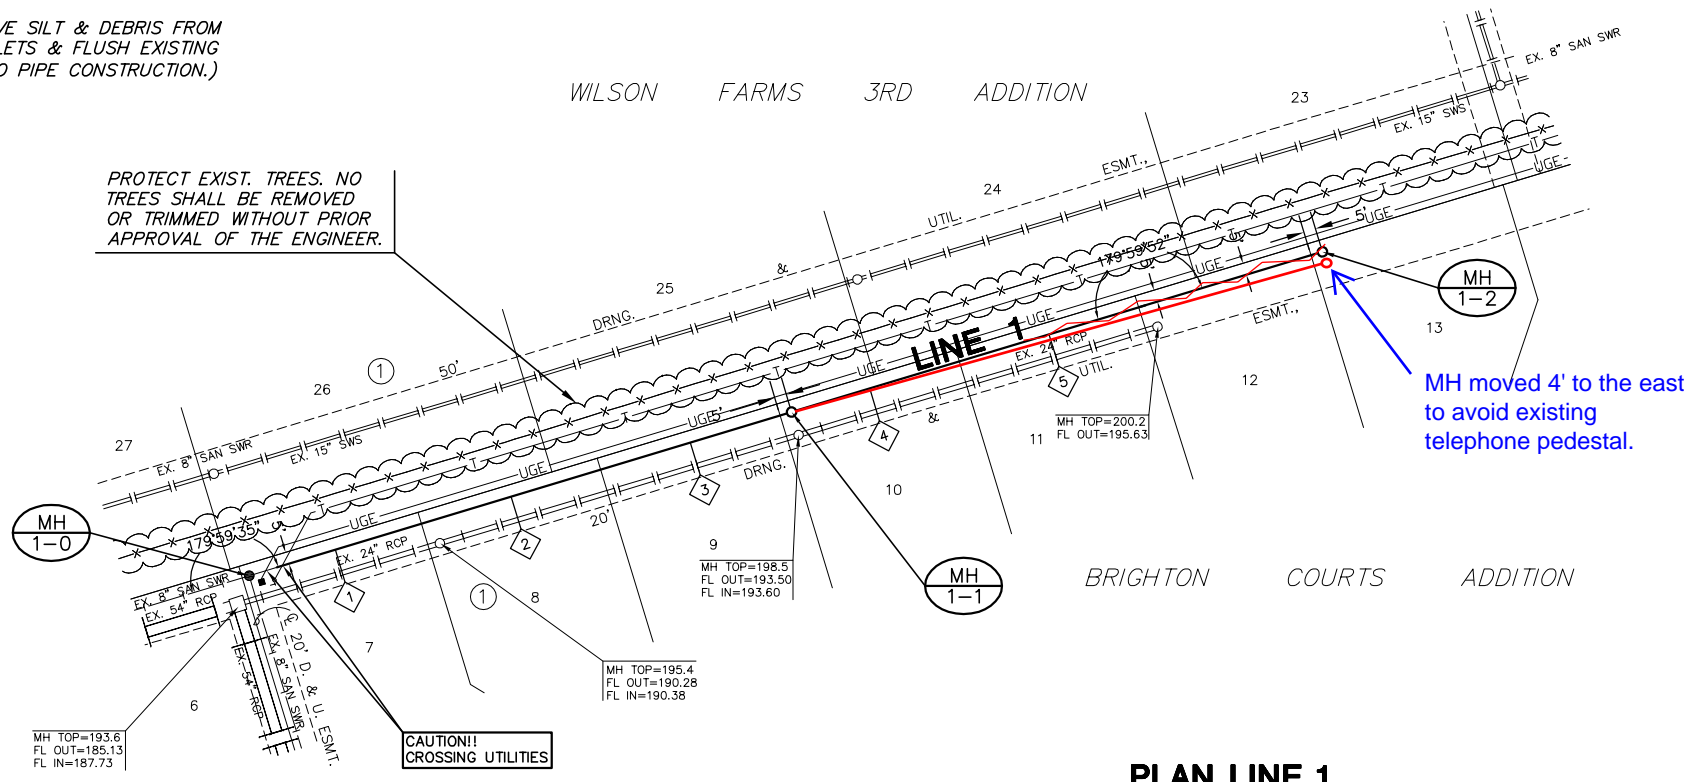 VE SILT & DEBRIS FROM
LETS & FLUSH EXISTING
O PIPE CONSTRUCTION.)
WILSON FARMS 3RD ADDITION
PROTECT EXIST. TREES. NO
TREES SHALL BE REMOVED
OR TRIMMED WITHOUT PRIOR
APPROVAL OF THE ENGINEER.
EX. 8" SAN SWR
EX. 15" SWS
23
ESMT.,
24
UTIL.
&
25
DRNG.
50'
1
26
27
EX. 8" SAN SWR
EX. 15" SWS
UGE
5'
UGE
179°59'52"
5'
5'
UGE
UGE
UGE
UGE
5'
UGE
UGE
179°59'35"
5'
LINE 1
EX. 24" RCP
MH
1-2
13
MH moved 4' to the east
to avoid existing
telephone pedestal.
ESMT.,
12
UTIL.
5
MH TOP=200.2
FL OUT=195.63
11
&
4
DRNG.
10
3
20'
2
9
MH TOP=198.5
FL OUT=193.50
FL IN=193.60
MH
1-1
BRIGHTON COURTS ADDITION
MH
1-0
EX. 24" RCP
1
1
8
7
EX. 8" SAN SWR
EX. 54" RCP
℄ 20' D. & U. ESMT.
EX. 8" SAN SWR
EX. 54" RCP
6
MH TOP=195.4
FL OUT=190.28
FL IN=190.38
MH TOP=193.6
FL OUT=185.13
FL IN=187.73
CAUTION!!
CROSSING UTILITIES
PLAN LINE 1